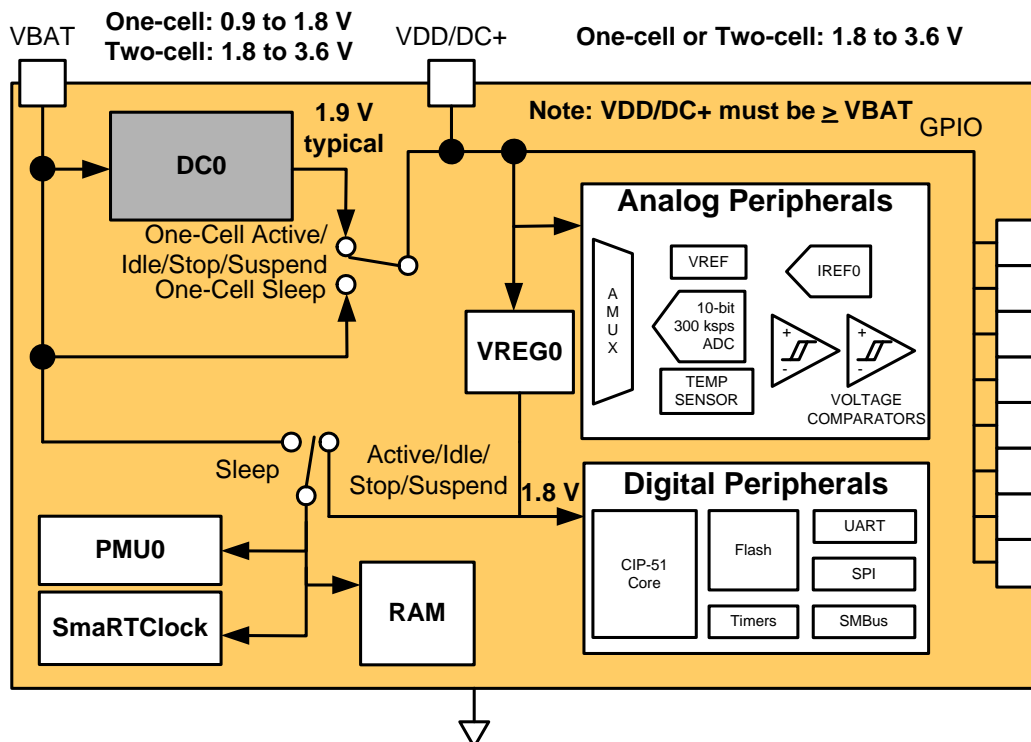 One-cell: 0.9 to 1.8 V
Two-cell: 1.8 to 3.6 V
VBAT
VDD/DC+
One-cell or Two-cell: 1.8 to 3.6 V
Note: VDD/DC+ must be ≥ VBAT
GPIO
1.9 V
typical
DC0
One-Cell Active/
Idle/Stop/Suspend
One-Cell Sleep
VREG0
Analog Peripherals
AMUX
VREF
IREF0
10-bit
300 ksps
ADC
TEMP
SENSOR
+
-
+
-
VOLTAGE
COMPARATORS
Sleep
Active/Idle/
Stop/Suspend
1.8 V
PMU0
SmaRTClock
RAM
Digital Peripherals
CIP-51
Core
Flash
Timers
UART
SPI
SMBus